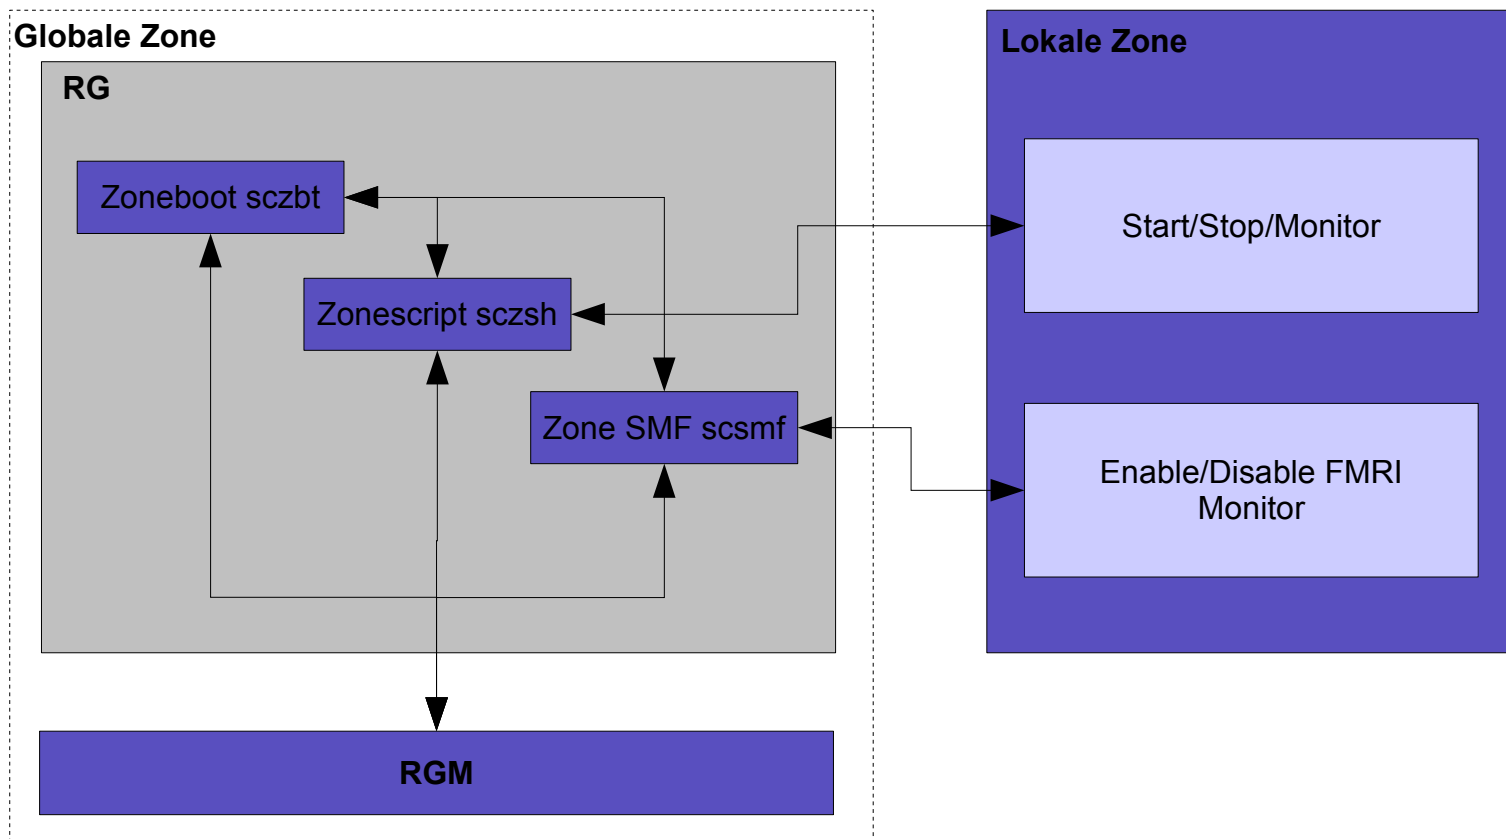 Globale Zone
RG
Zoneboot sczbt
Zonescript sczsh
Zone SMF scsmf
RGM
Lokale Zone
Start/Stop/Monitor
Enable/Disable FMRI
Monitor